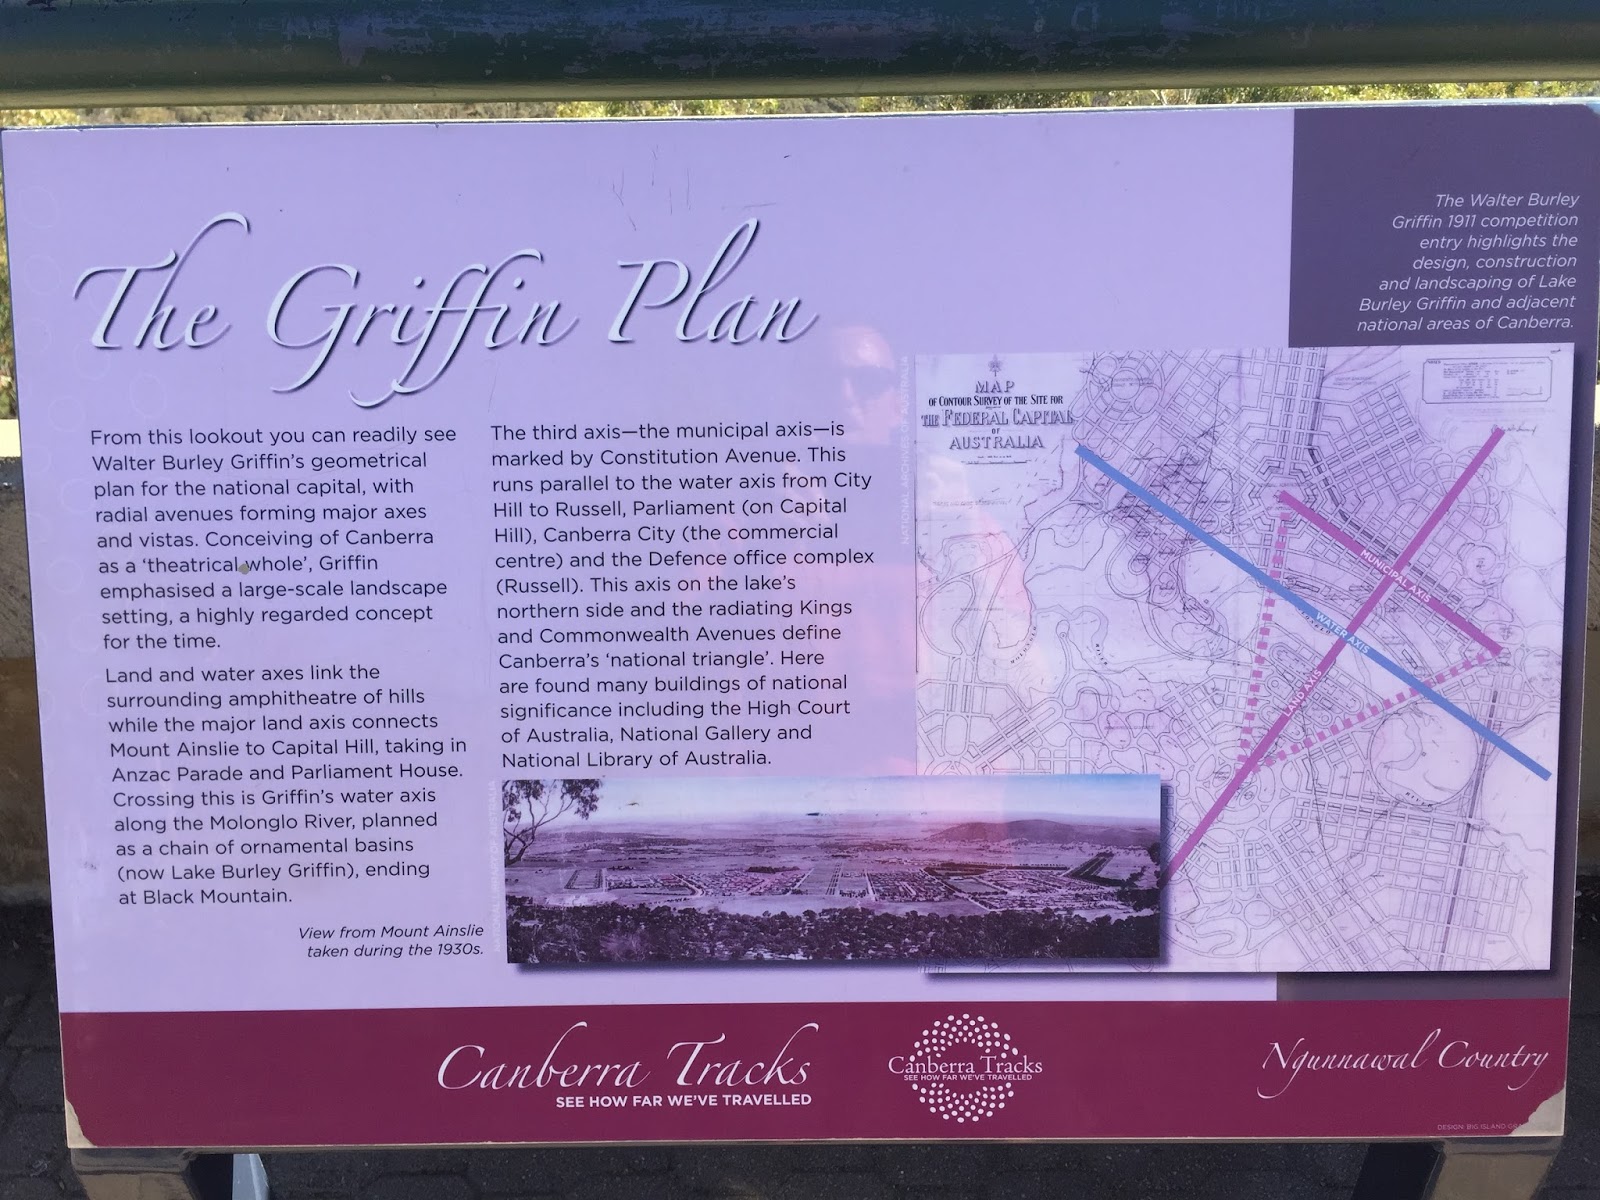 The Griffin Plan
From this lookout you can readily see
Walter Burley Griffin's geometrical
plan for the national capital, with
radial avenues forming major axes
and vistas. Conceiving of Canberra
as a 'theatrical whole', Griffin
emphasised a large-scale landscape
setting, a highly regarded concept
for the time.
Land and water axes link the
surrounding amphitheatre of hills
while the major land axis connects
Mount Ainslie to Capital Hill, taking in
Anzac Parade and Parliament House.
Crossing this is Griffin's water axis
along the Molonglo River, planned
as a chain of ornamental basins
(now Lake Burley Griffin), ending
at Black Mountain.
View from Mount Ainslie
taken during the 1930s.
The third axis—the municipal axis—is
marked by Constitution Avenue. This
runs parallel to the water axis from City
Hill to Russell, Parliament (on Capital
Hill), Canberra City (the commercial
centre) and the Defence office complex
(Russell). This axis on the lake's
northern side and the radiating Kings
and Commonwealth Avenues define
Canberra's 'national triangle'. Here
are found many buildings of national
significance including the High Court
of Australia, National Gallery and
National Library of Australia.
The Walter Burley
Griffin 1911 competition
entry highlights the
design, construction
and landscaping of Lake
Burley Griffin and adjacent
national areas of Canberra.
NATIONAL ARCHIVES OF AUSTRALIA
MAP
OF CONTOUR SURVEY OF THE SITE FOR
THE FEDERAL CAPITAL
OF
AUSTRALIA
MUNICIPAL AXIS
WATER AXIS
LAND AXIS
MOLONGLO
RIVER
RIVER
Canberra Tracks
SEE HOW FAR WE'VE TRAVELLED
Canberra Tracks
SEE HOW FAR WE'VE TRAVELLED
Ngunnawal Country
DESIGN: BIG ISLAND